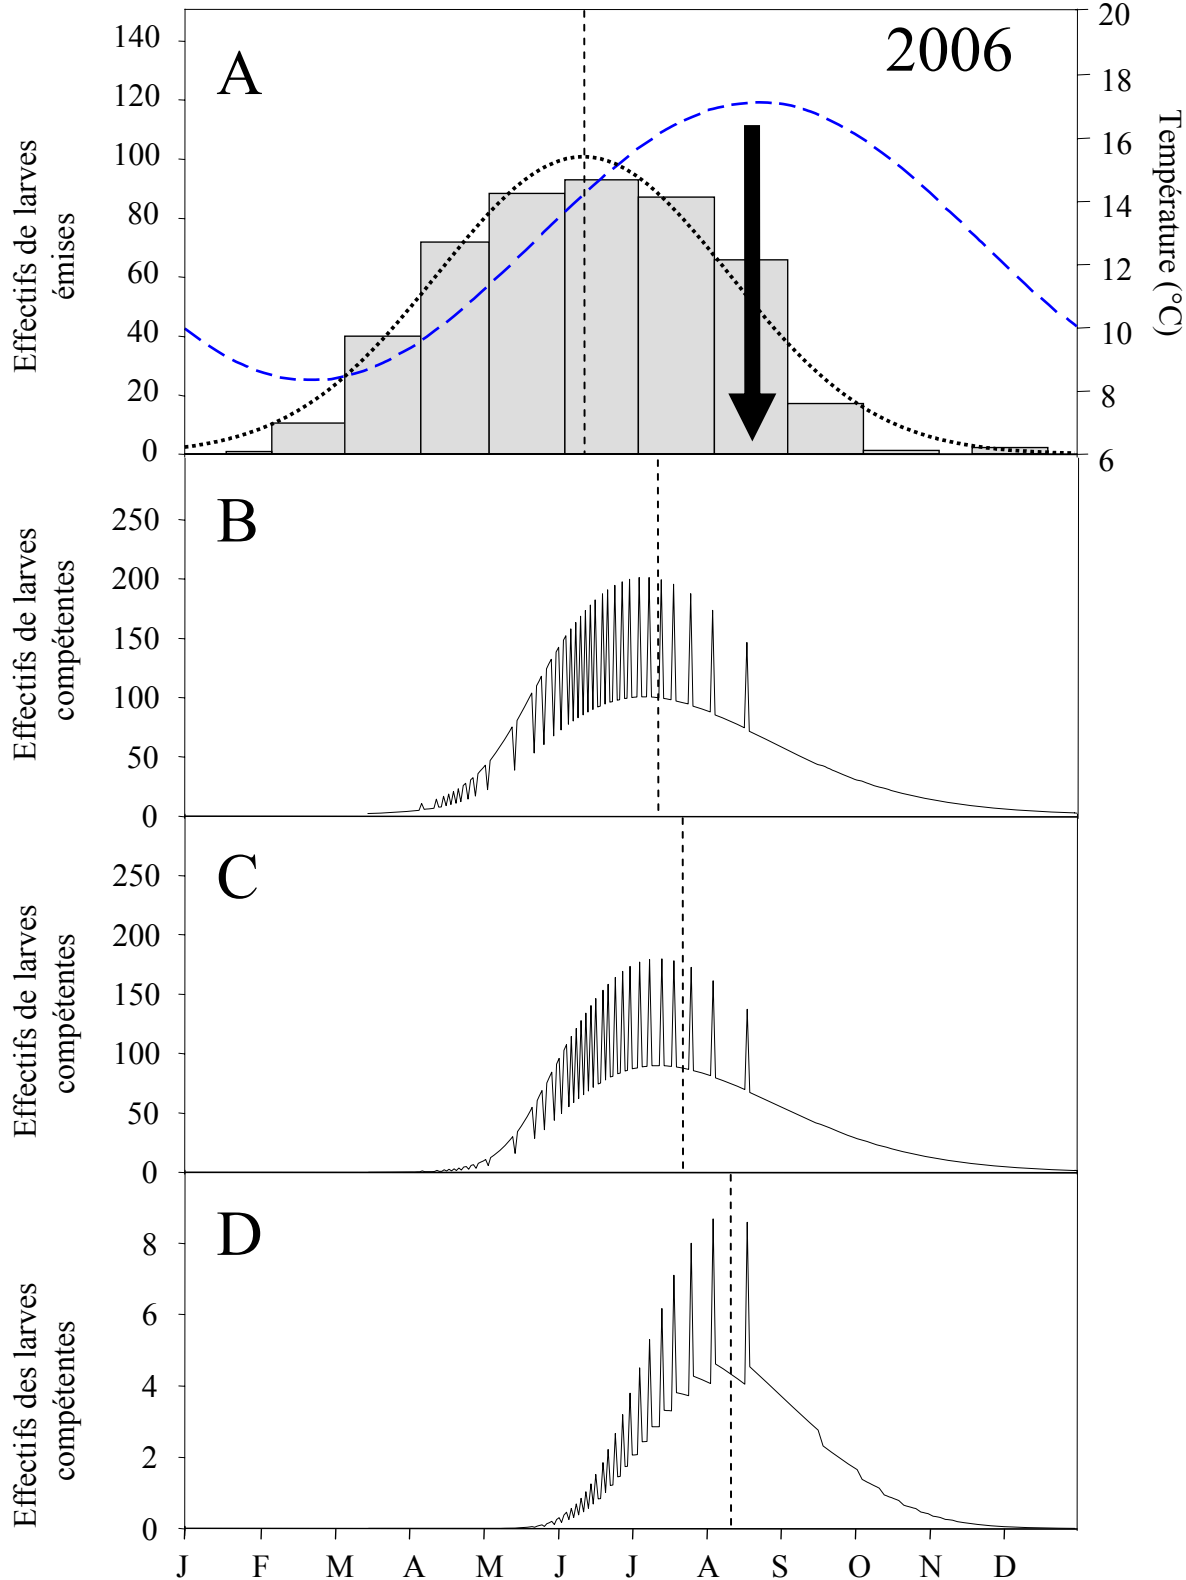 A
2006
Effectifs de larves
émises
140
120
100
80
60
40
20
0
20
18
16
14
12
10
8
6
Température (°C)
B
Effectifs de larves
compétentes
250
200
150
100
50
0
C
Effectifs de larves
compétentes
250
200
150
100
50
0
D
Effectifs des larves
compétentes
8
6
4
2
0
J F M A M J J A S O N D